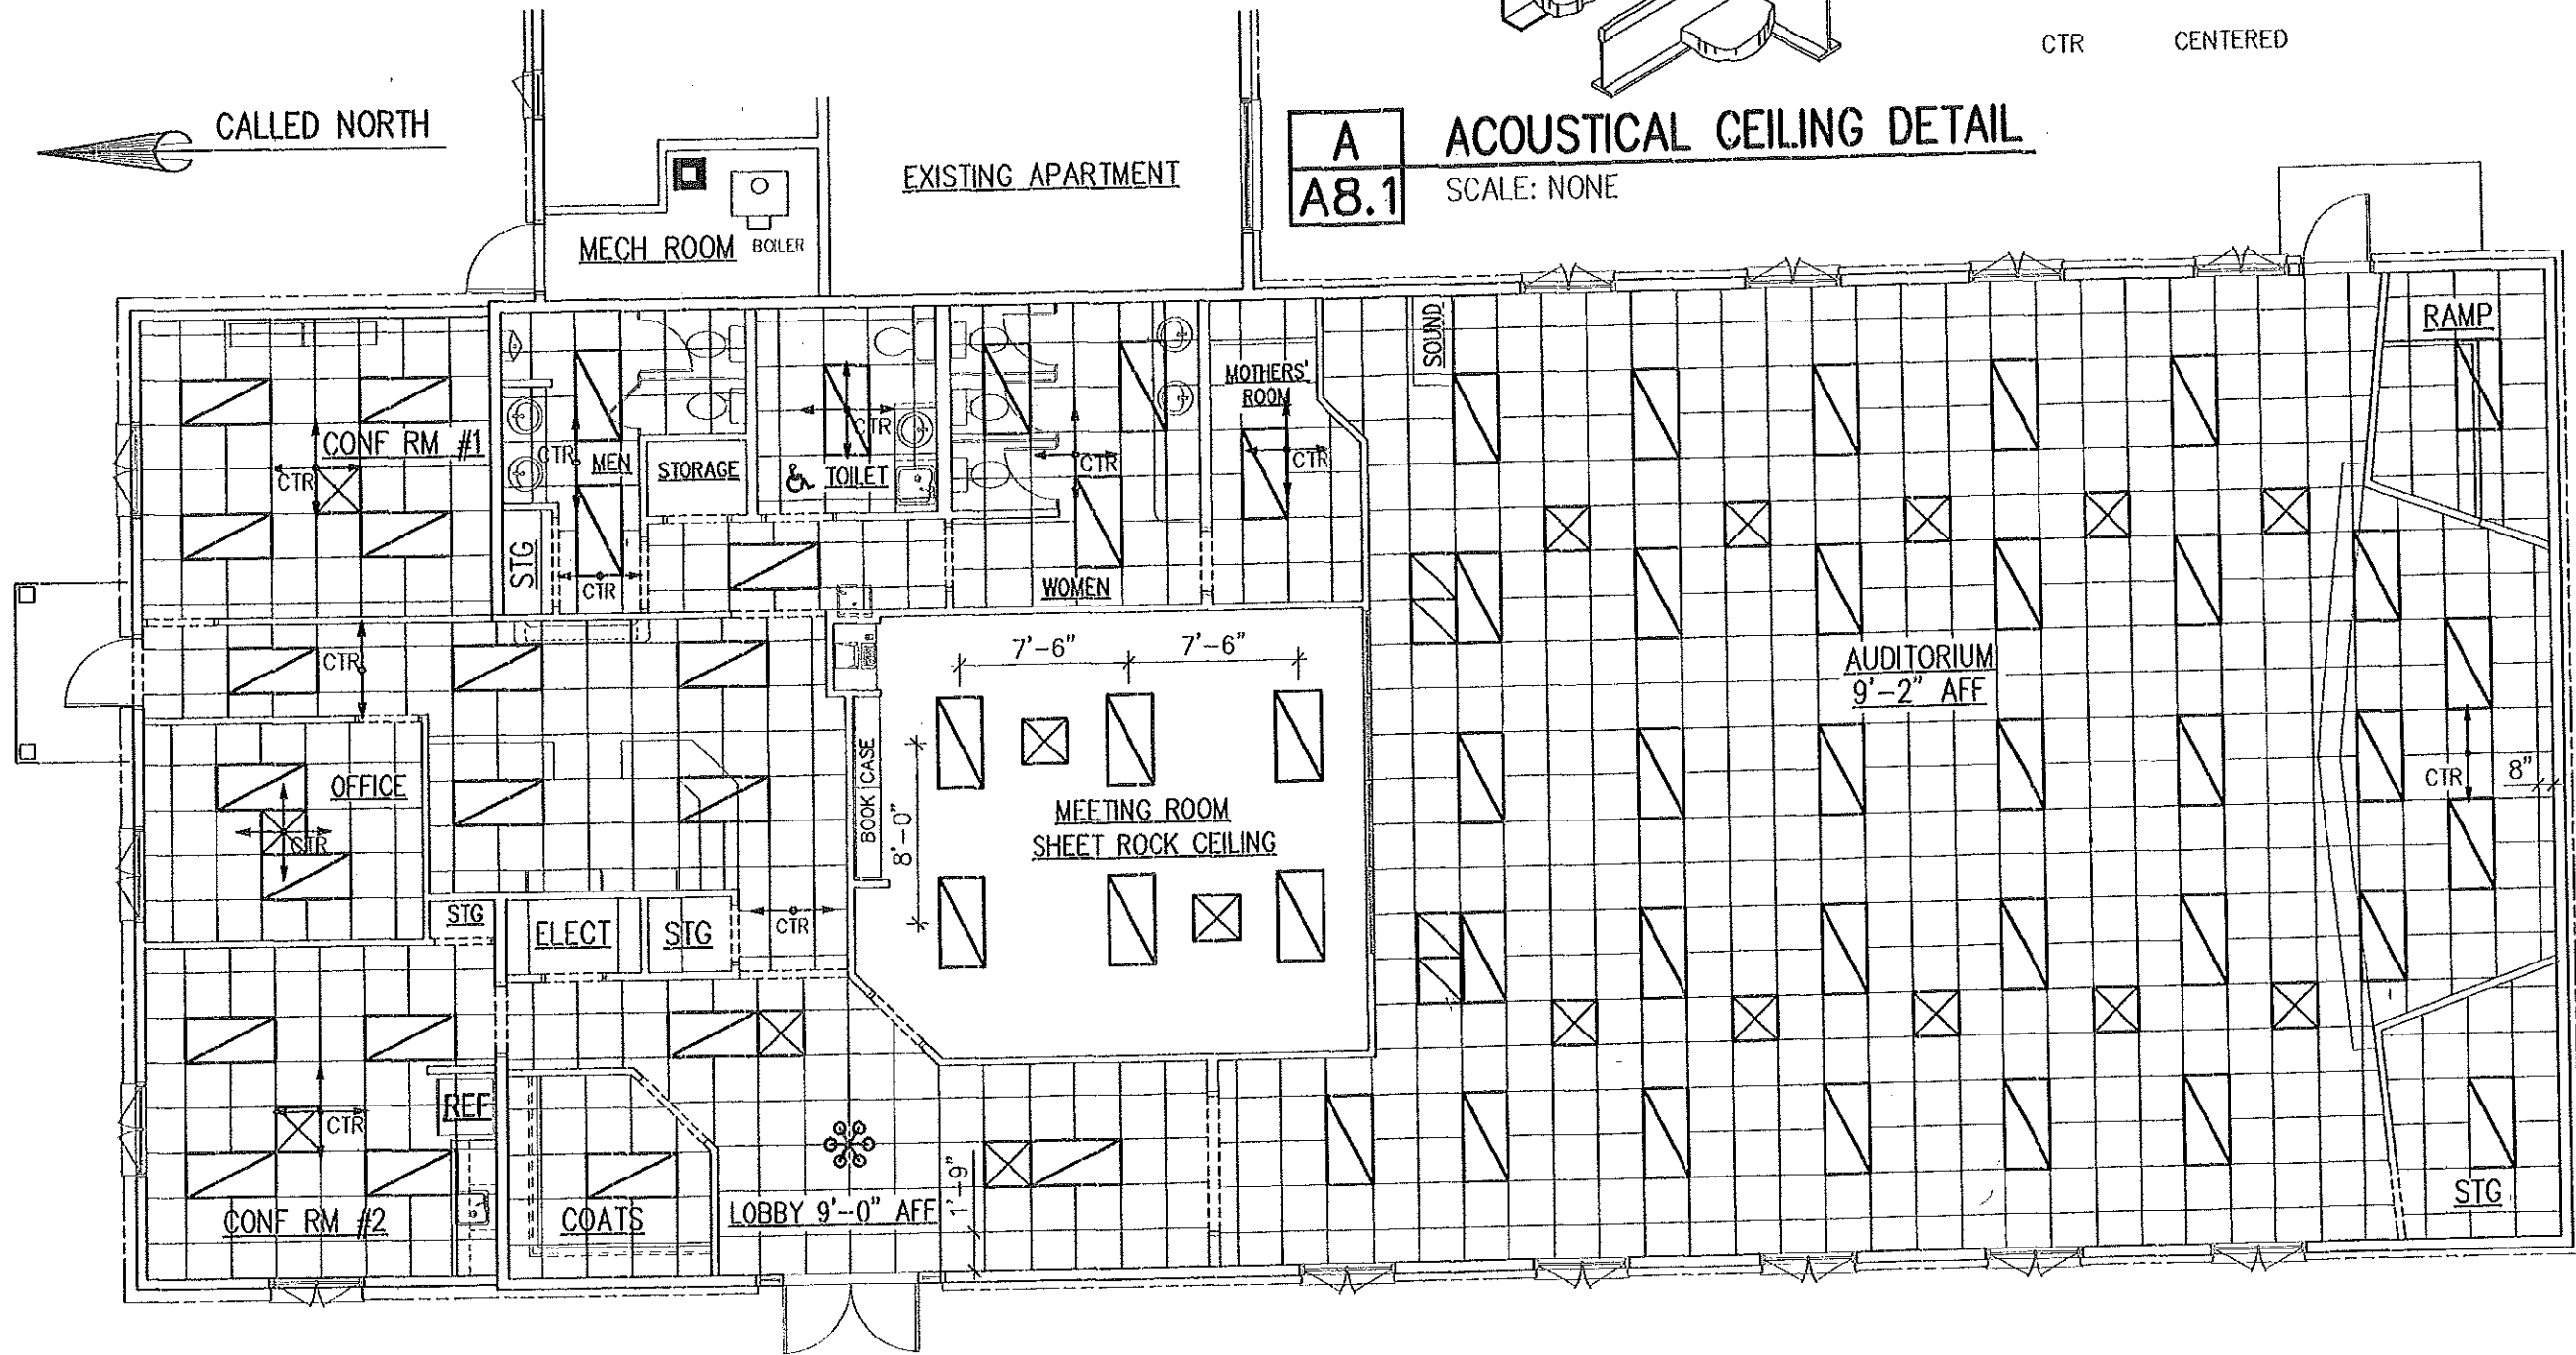 CTR CENTERED
CALLED NORTH
A ACOUSTICAL CEILING DETAIL
A8.1 SCALE: NONE
EXISTING APARTMENT
MECH ROOM BOILER
RAMP
SOUND
MOTHERS'
ROOM
CONF RM #1
CTR
CTR
MEN
STORAGE
CTR
TOILET
CTR
CTR
STG
CTR
WOMEN
7'-6" 7'-6"
CTR
AUDITORIUM
9'-2" AFF
OFFICE
CTR
BOOK CASE
8'-0"
MEETING ROOM
SHEET ROCK CEILING
CTR
8"
STG
ELECT
STG
CTR
REF
CTR
CONF RM #2
COATS
LOBBY 9'-0" AFF
1'-9"
STG